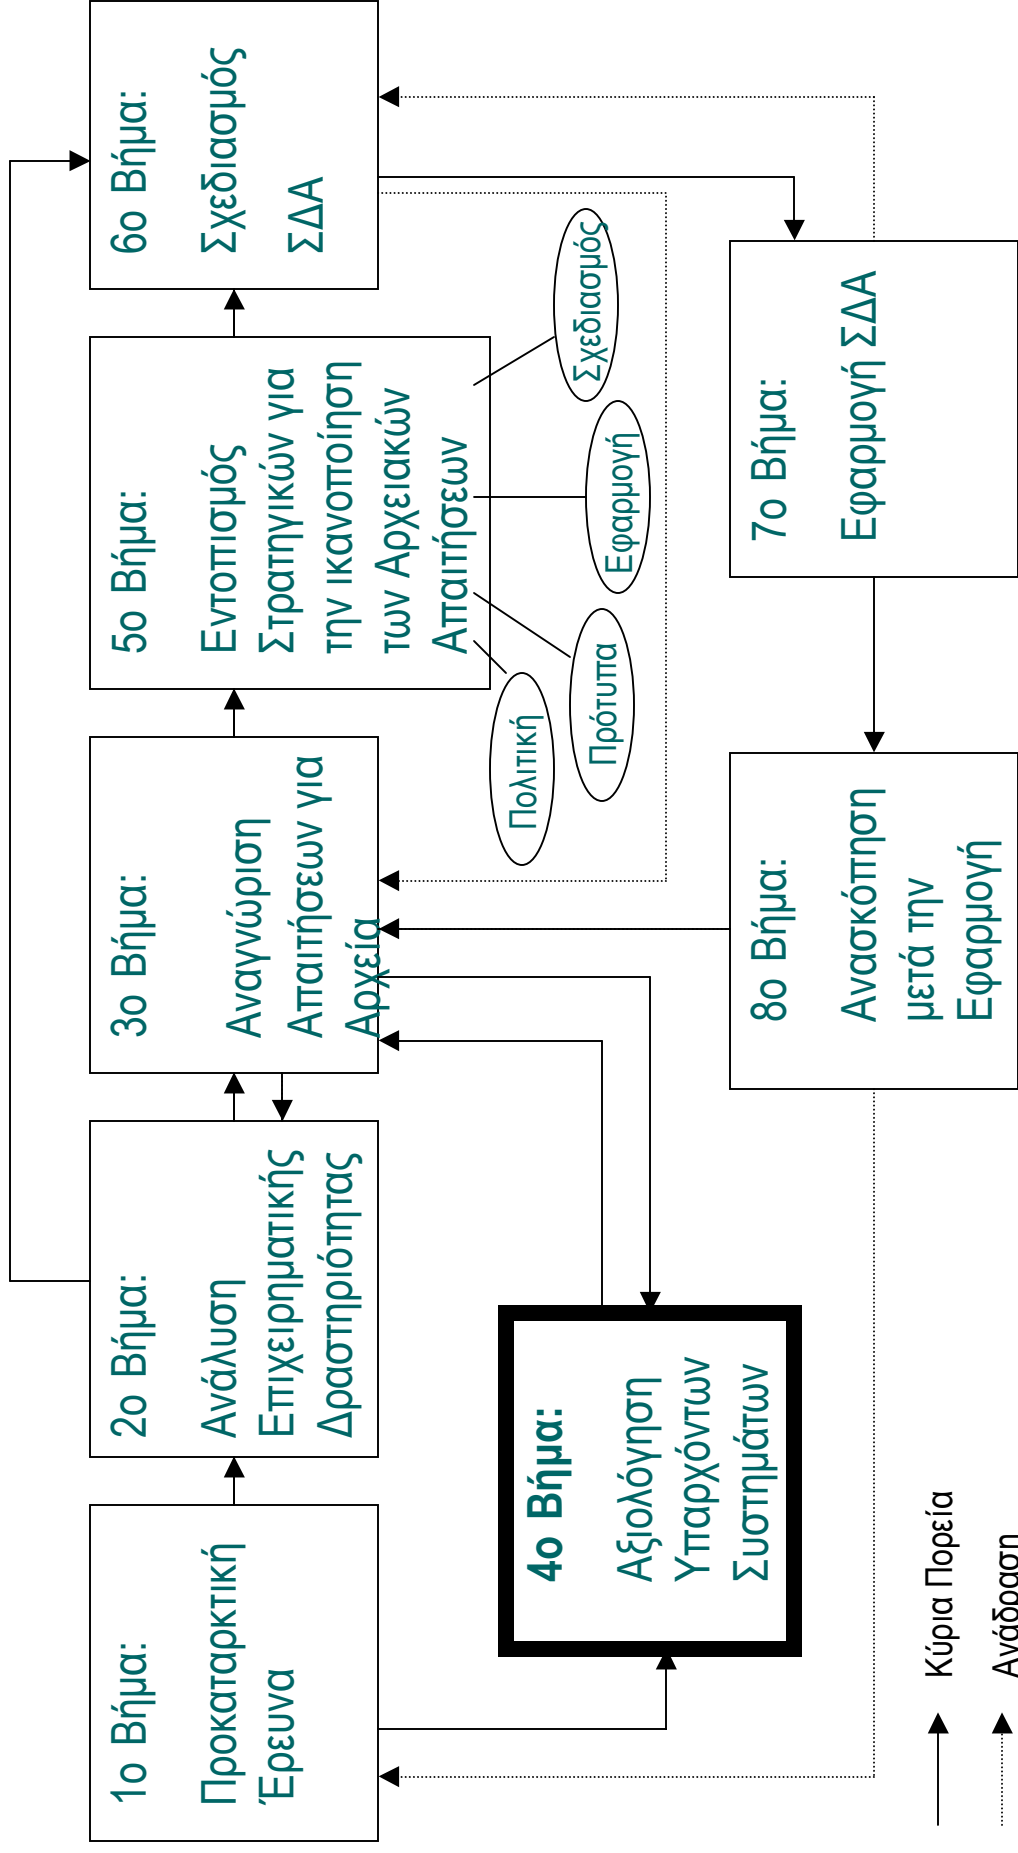 1ο Βήμα:
Προκαταρκτική
Έρευνα
2ο Βήμα:
Ανάλυση
Επιχειρηματικής
Δραστηριότητας
3ο Βήμα:
Αναγνώριση
Απαιτήσεων για
Αρχεία
5ο Βήμα:
Εντοπισμός
Στρατηγικών για
την ικανοποίηση
των Αρχειακών
Απαιτήσεων
6ο Βήμα:
Σχεδιασμός
ΣΔΑ
Πολιτική
Πρότυπα
Εφαρμογή
Σχεδιασμός
4ο Βήμα:
Αξιολόγηση
Υπαρχόντων
Συστημάτων
8ο Βήμα:
Ανασκόπηση
μετά την
Εφαρμογή
7ο Βήμα:
Εφαρμογή ΣΔΑ
Κύρια Πορεία
Ανάδραση